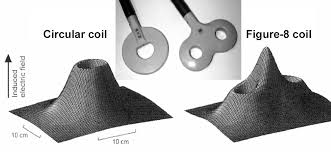 Circular coil
Figure-8 coil
Induced
electric field
10 cm
10 cm